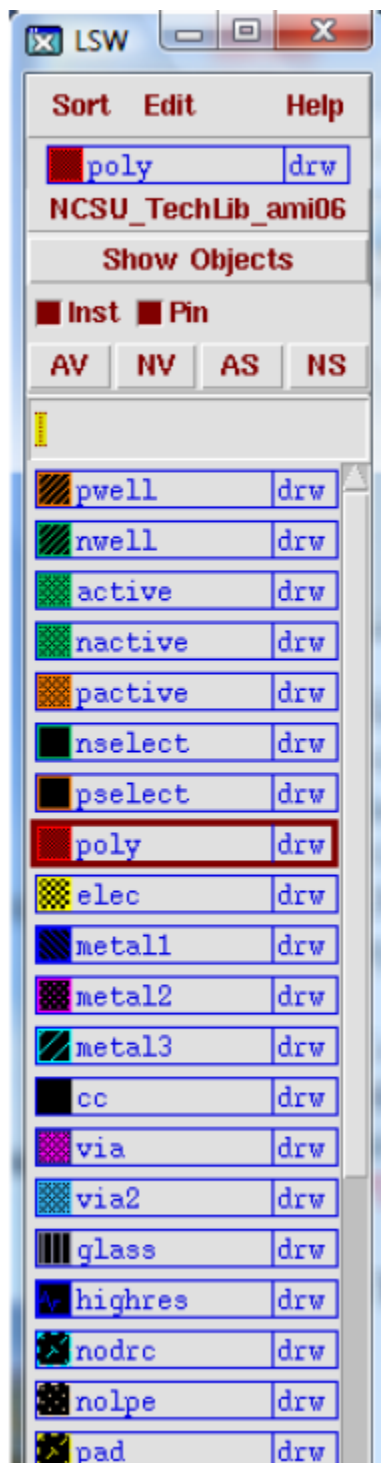 LSW
Sort Edit Help
poly drw
NCSU_TechLib_ami06
Show Objects
Inst Pin
AV NV AS NS
pwell drw
nwell drw
active drw
nactive drw
pactive drw
nselect drw
pselect drw
poly drw
elec drw
metal1 drw
metal2 drw
metal3 drw
cc drw
via drw
via2 drw
glass drw
highres drw
nodrc drw
nolpe drw
pad drw